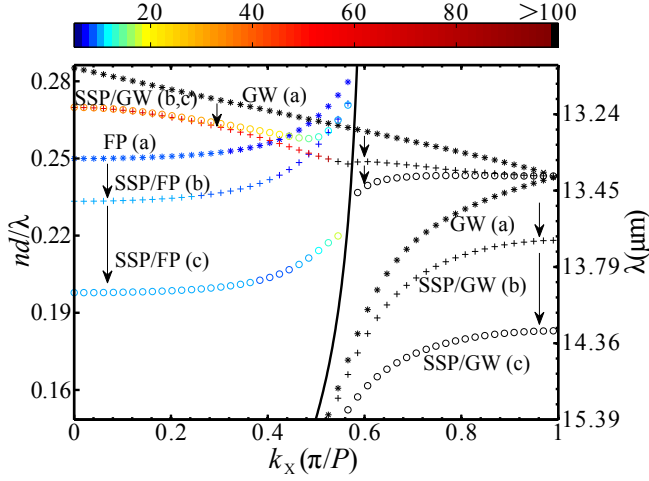 20 40 60 80 >100
0.28
0.25
0.22
0.19
0.16
nd/λ
SSP/GW (b,c)
GW (a)
FP (a)
SSP/FP (b)
SSP/FP (c)
GW (a)
SSP/GW (b)
SSP/GW (c)
13.24
13.45
13.79
14.36
15.39
λ(μm)
0 0.2 0.4 0.6 0.8 1
kₓ(π/P)